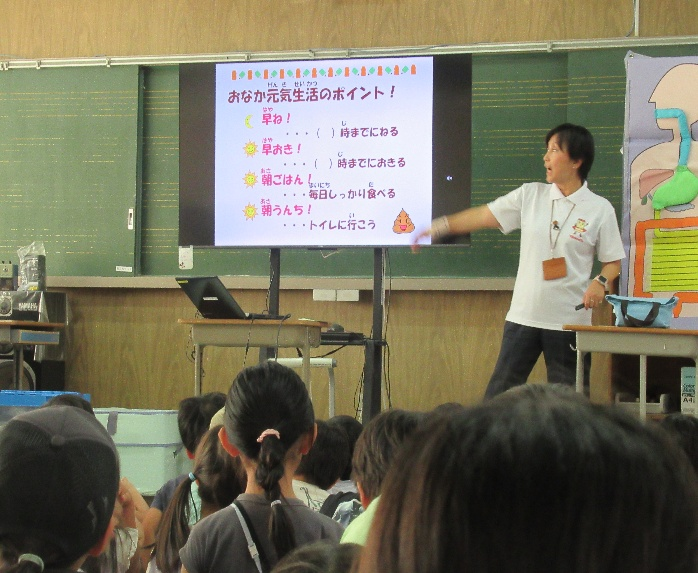 おなか元気生活のポイント！
早ね！
・・・（　）時までにねる
早おき！
・・・（　）時までにおきる
朝ごはん！
・・・毎日しっかり食べる
朝うんち！
・・・トイレに行こう